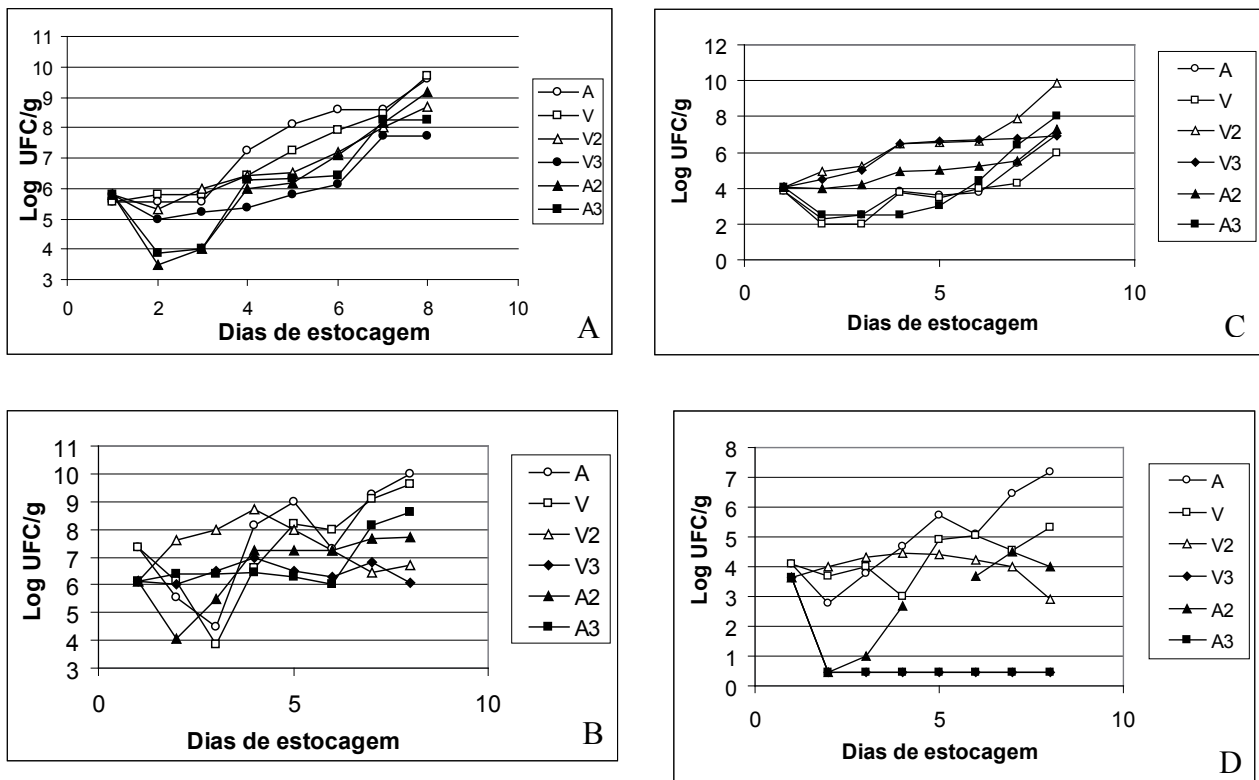 11
10
9
8
7
6
5
4
3
0 2 4 6 8 10
Log UFC/g
Dias de estocagem
A
V
V2
V3
A2
A3
A
12
10
8
6
4
2
0
0 5 10
Log UFC/g
Dias de estocagem
A
V
V2
V3
A2
A3
C
11
10
9
8
7
6
5
4
3
0 5 10
Log UFC/g
Dias de estocagem
A
V
V2
V3
A2
A3
B
8
7
6
5
4
3
2
1
0
0 5 10
Log UFC/g
Dias de estocagem
A
V
V2
V3
A2
A3
D